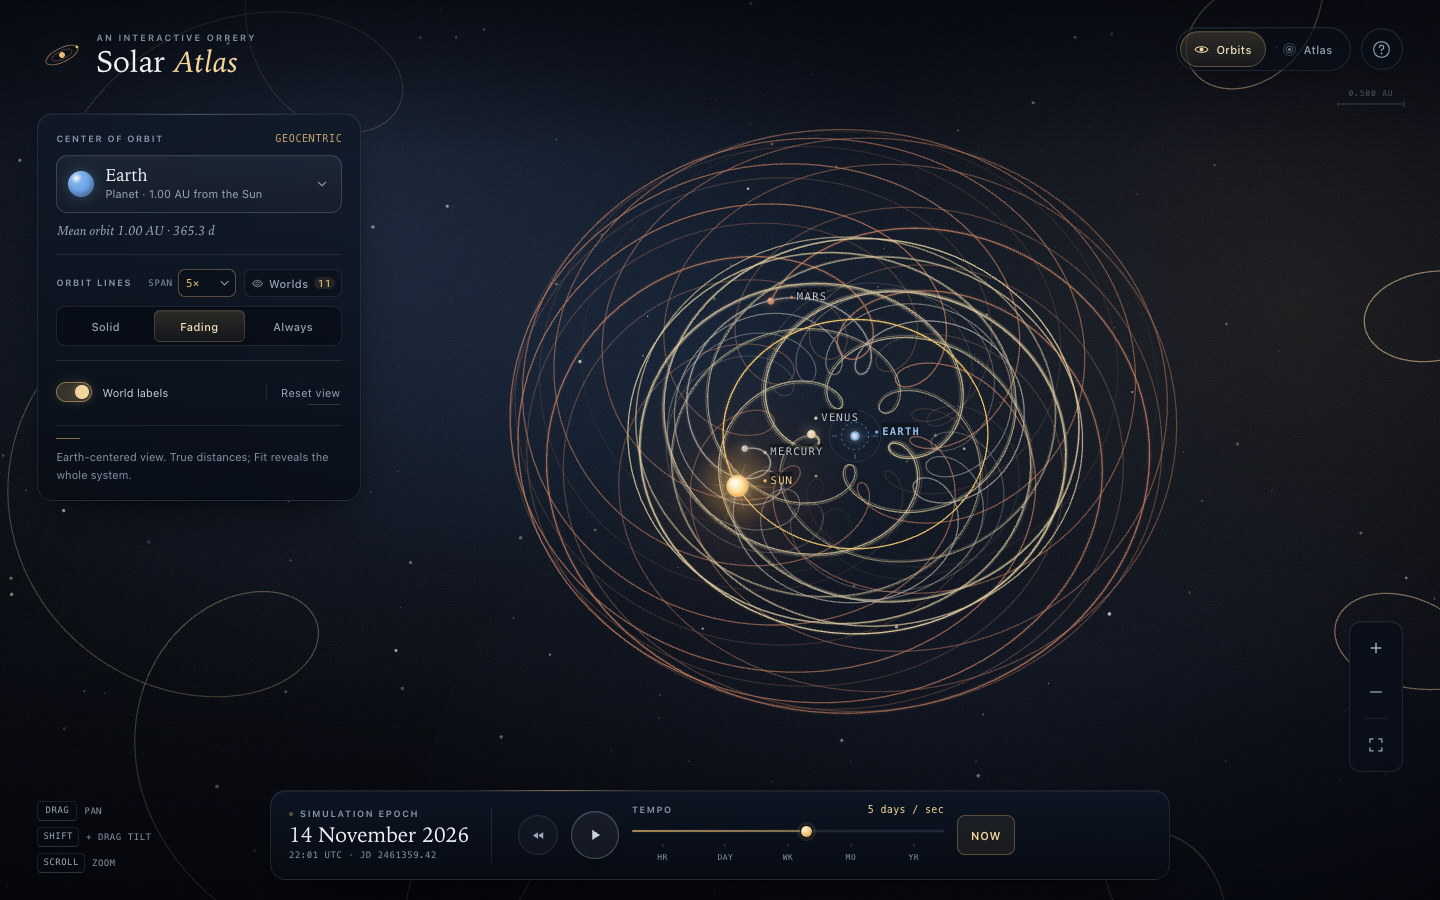 AN INTERACTIVE ORRERY
Solar Atlas
Orbits
Atlas
0.500 AU
CENTER OF ORBIT
GEOCENTRIC
Earth
Planet · 1.00 AU from the Sun
Mean orbit 1.00 AU · 365.3 d
ORBIT LINES
SPAN
5×
Worlds 11
Solid
Fading
Always
World labels
Reset view
Earth-centered view. True distances; Fit reveals the
whole system.
MARS
VENUS
EARTH
MERCURY
SUN
DRAG PAN
SHIFT + DRAG TILT
SCROLL ZOOM
SIMULATION EPOCH
14 November 2026
22:01 UTC · JD 2461359.42
TEMPO
5 days / sec
HR
DAY
WK
MO
YR
NOW